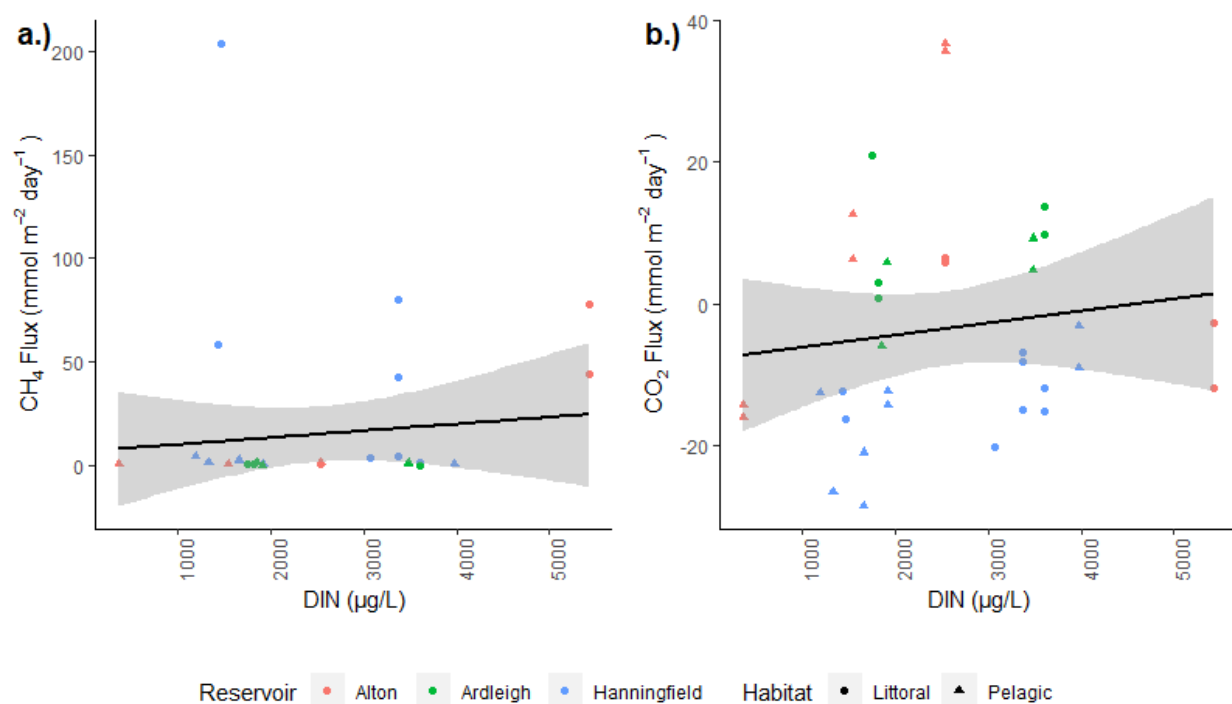 a.)
CH₄ Flux (mmol m⁻² day⁻¹ )
200
150
100
50
0
1000
2000
3000
4000
5000
DIN (µg/L)
b.)
CO₂ Flux (mmol m⁻² day⁻¹ )
40
20
0
-20
1000
2000
3000
4000
5000
DIN (µg/L)
Reservoir Alton Ardleigh Hanningfield Habitat Littoral Pelagic